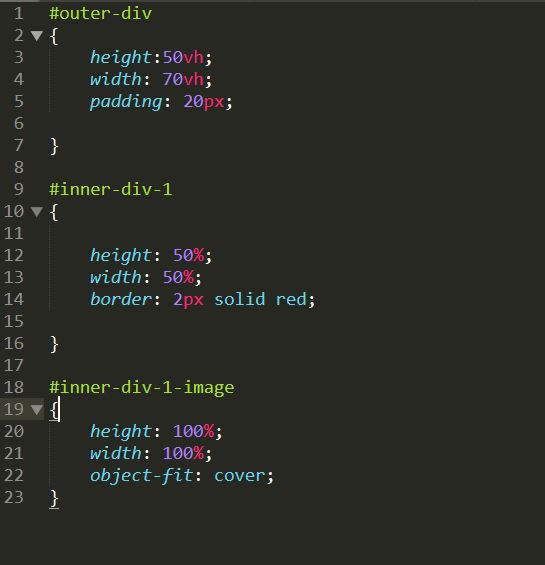 1 #outer-div
2 {
3 height:50vh;
4 width: 70vh;
5 padding: 20px;
6
7 }
8
9 #inner-div-1
10 {
11
12 height: 50%;
13 width: 50%;
14 border: 2px solid red;
15
16 }
17
18 #inner-div-1-image
19 {
20 height: 100%;
21 width: 100%;
22 object-fit: cover;
23 }